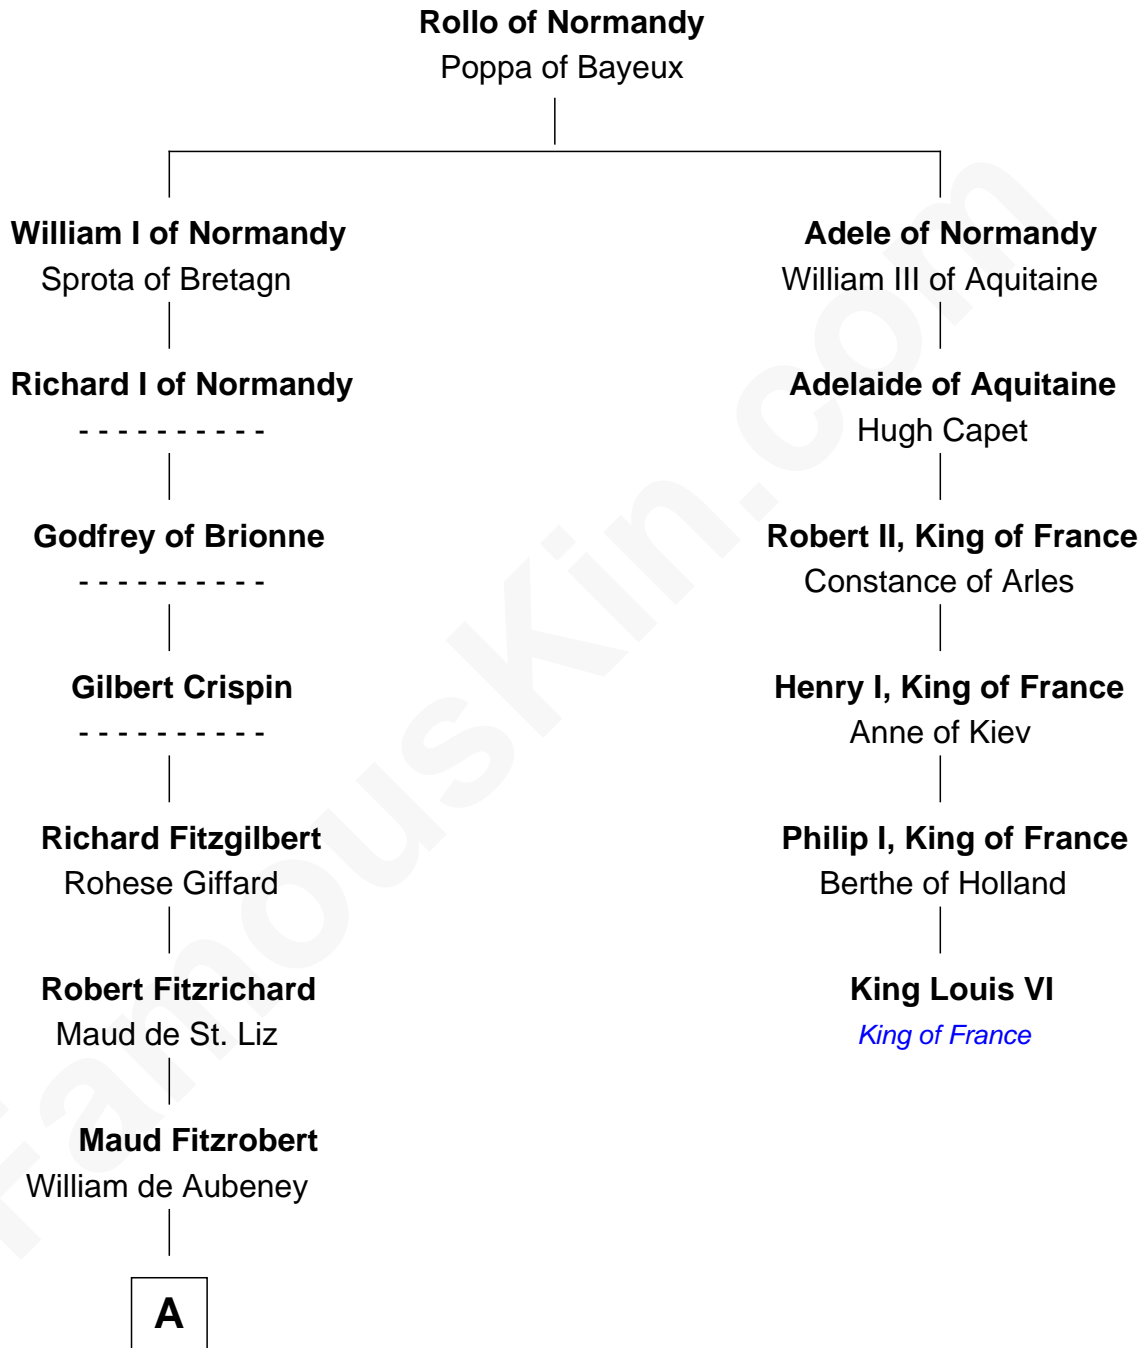 Rollo of Normandy
Poppa of Bayeux
William I of Normandy
Sprota of Bretagn
Adele of Normandy
William III of Aquitaine
Richard I of Normandy
- - - - - - - - - -
Adelaide of Aquitaine
Hugh Capet
Godfrey of Brionne
- - - - - - - - - -
Robert II, King of France
Constance of Arles
Gilbert Crispin
- - - - - - - - - -
Henry I, King of France
Anne of Kiev
Richard Fitzgilbert
Rohese Giffard
Philip I, King of France
Berthe of Holland
Robert Fitzrichard
Maud de St. Liz
King Louis VI
King of France
Maud Fitzrobert
William de Aubeney
A
FamousKin.com